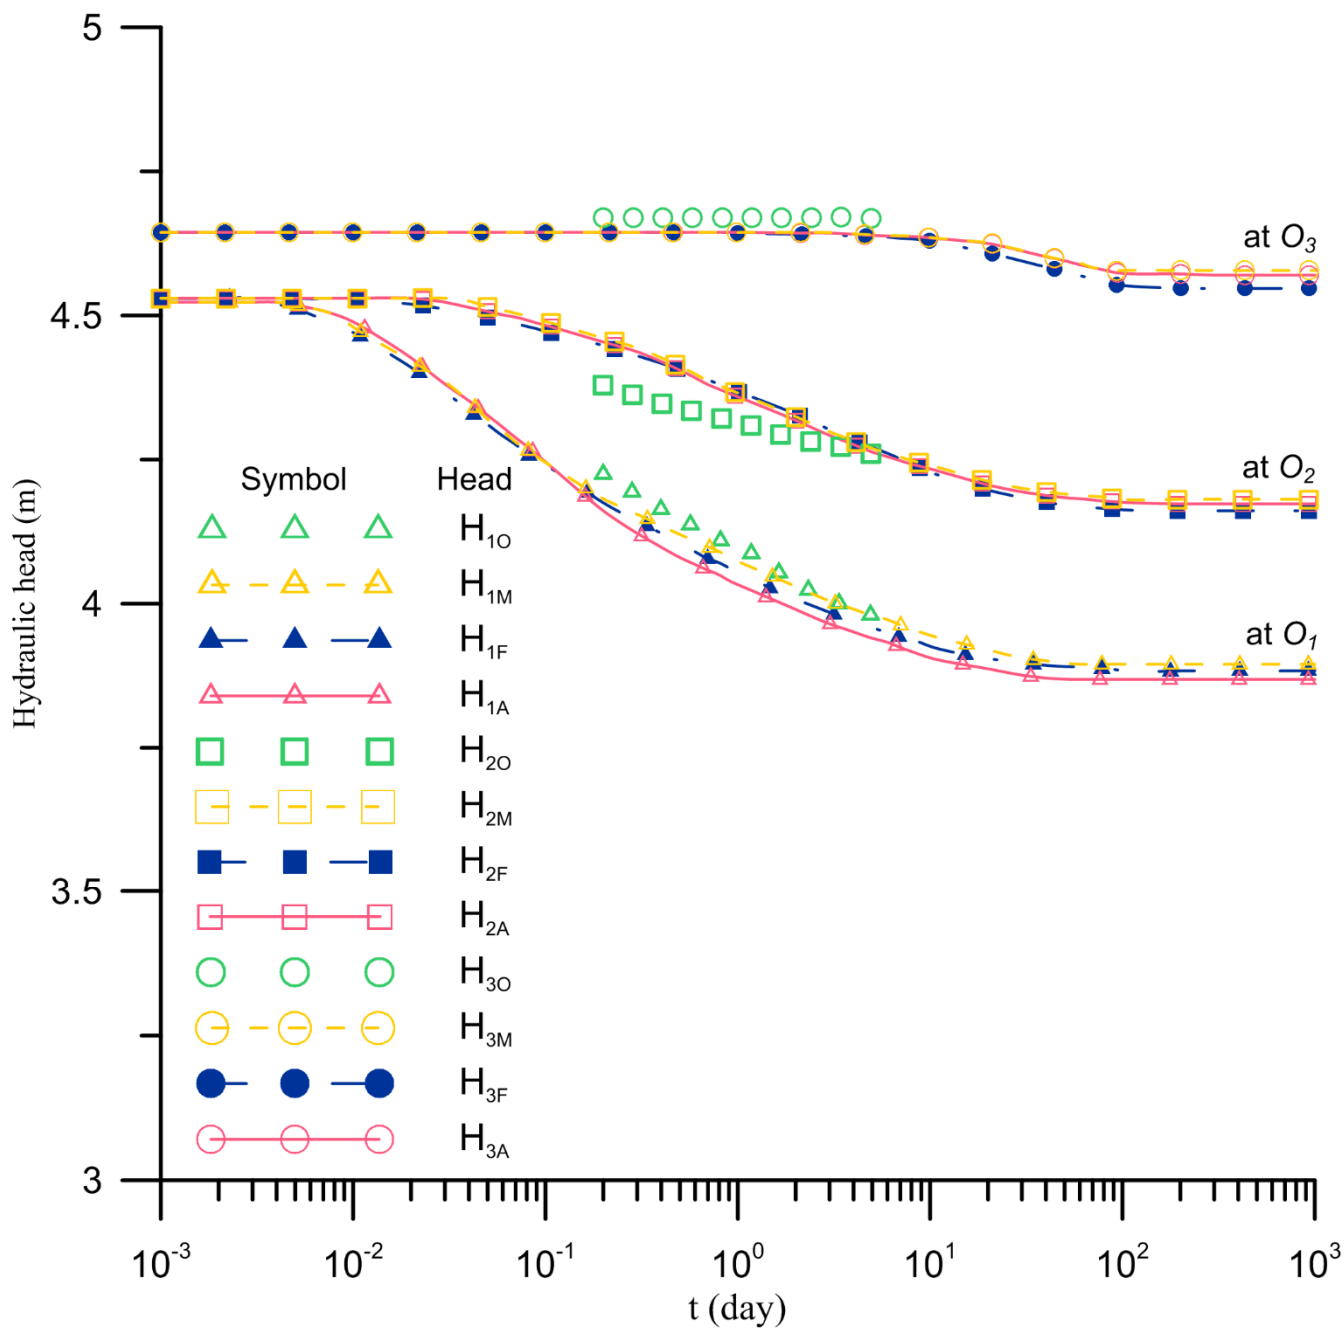 5
at O3
4.5
at O2
Symbol Head
H1O
4
at O1
H1M
H1F
H1A
H2O
H2M
3.5
H2F
H2A
H3O
H3M
H3F
H3A
3
Hydraulic head (m)
10-3 10-2 10-1 100 101 102 103
t (day)